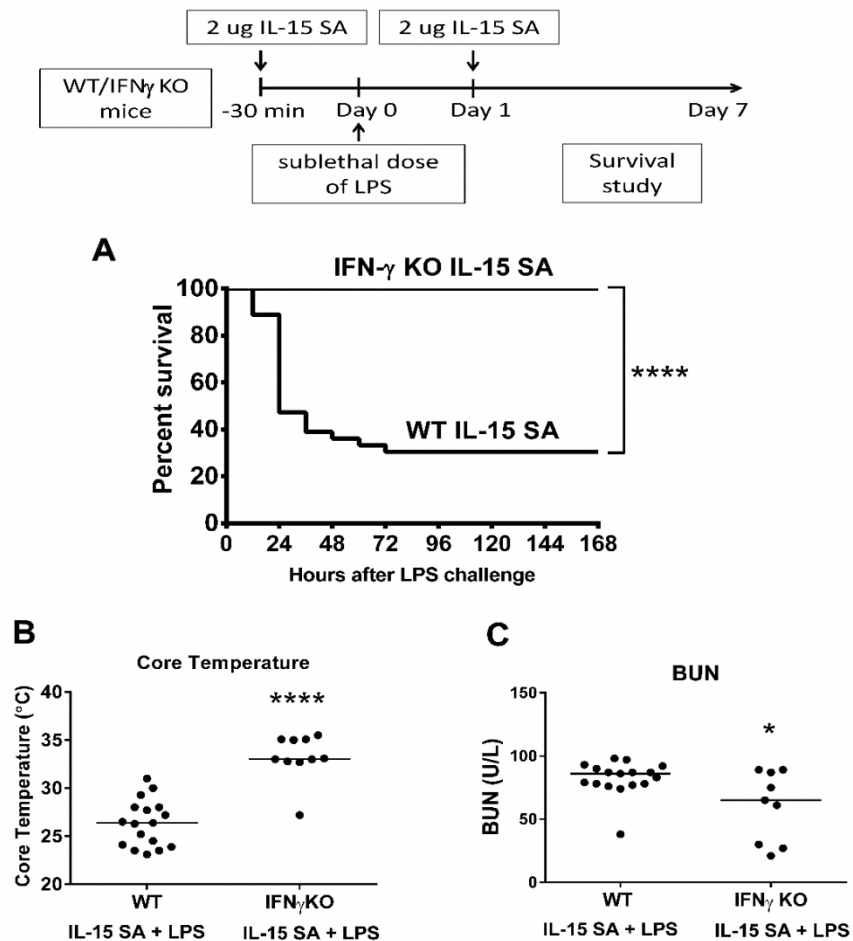 2 ug IL-15 SA
2 ug IL-15 SA
WT/IFNγ KO
mice
-30 min
Day 0
Day 1
Day 7
sublethal dose
of LPS
Survival
study
A
IFN-γ KO IL-15 SA
100
80
60
40
20
0
Percent survival
****
WT IL-15 SA
0 24 48 72 96 120 144 168
Hours after LPS challenge
B
Core Temperature
Core Temperature (°C)
40
35
30
25
20
****
WT
IL-15 SA + LPS
IFNγKO
IL-15 SA + LPS
C
BUN
BUN (U/L)
150
100
50
0
*
WT
IL-15 SA + LPS
IFNγ KO
IL-15 SA + LPS